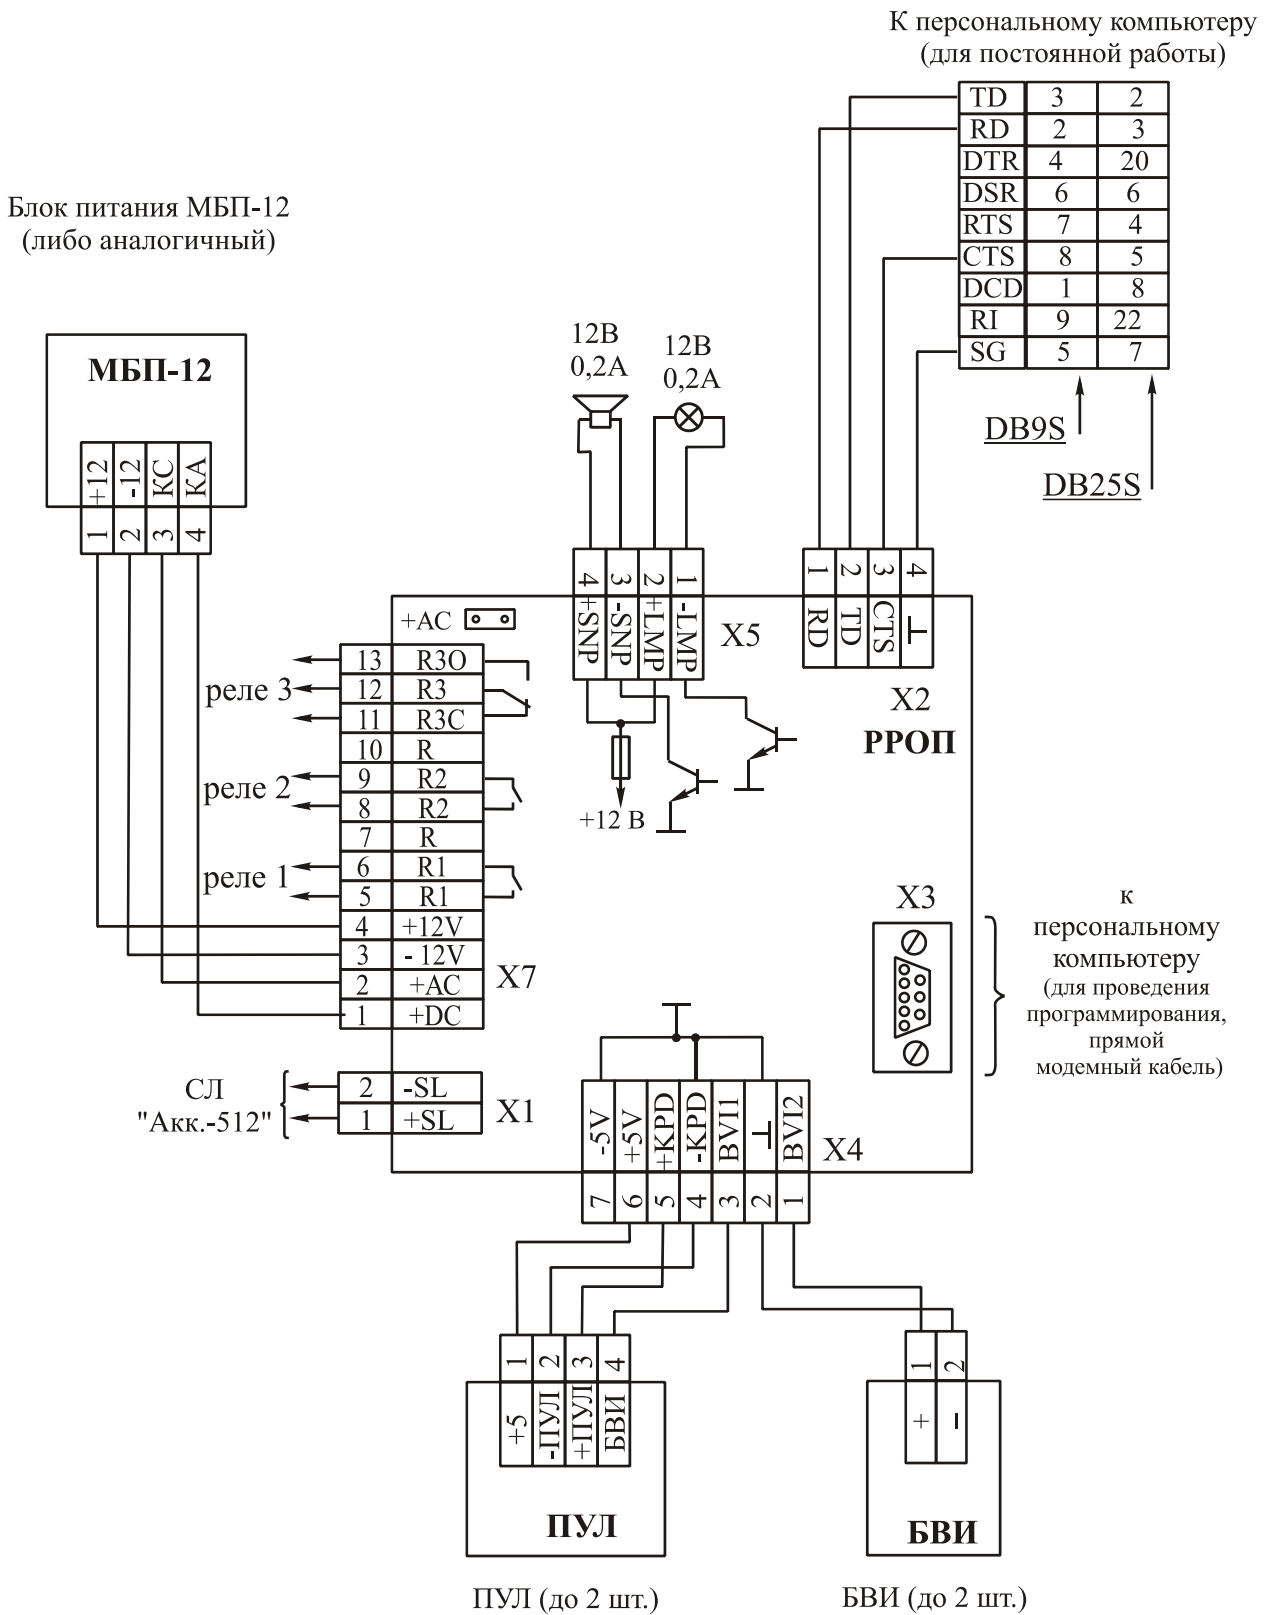 К персональному компьютеру
(для постоянной работы)
TD 3 2
RD 2 3
DTR 4 20
DSR 6 6
RTS 7 4
CTS 8 5
DCD 1 8
RI 9 22
SG 5 7
DB9S
DB25S
Блок питания МБП-12
(либо аналогичный)
МБП-12
+12 -12 КС КА
1 2 3 4
12В
0,2А
12В
0,2А
4 3 2 1
+SNP -SNP +LMP -LMP
X5
1 2 3 4
RD TD CTS
X2
РРОП
+AC
13 R3O
реле 3 12 R3
11 R3C
10 R
реле 2 9 R2
8 R2
7 R
реле 1 6 R1
5 R1
4 +12V
3 - 12V
2 +AC
1 +DC
X7
+12 В
X3
к
персональному
компьютеру
(для проведения
программирования,
прямой
модемный кабель)
СЛ
"Акк.-512"
2 -SL
1 +SL
X1
-5V +5V +KPD -KPD BVI1 BVI2
X4
7 6 5 4 3 2 1
1 2 3 4
+5 -ПУЛ +ПУЛ БВИ
ПУЛ
1 2
+ -
БВИ
ПУЛ (до 2 шт.)
БВИ (до 2 шт.)